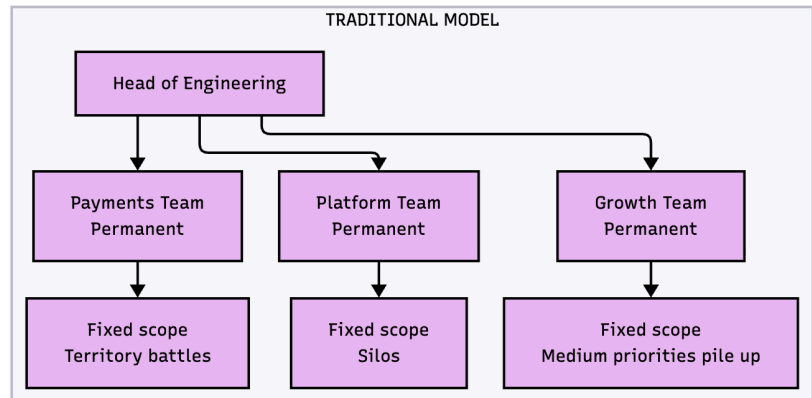 TRADITIONAL MODEL
Head of Engineering
Payments Team
Permanent
Platform Team
Permanent
Growth Team
Permanent
Fixed scope
Territory battles
Fixed scope
Silos
Fixed scope
Medium priorities pile up